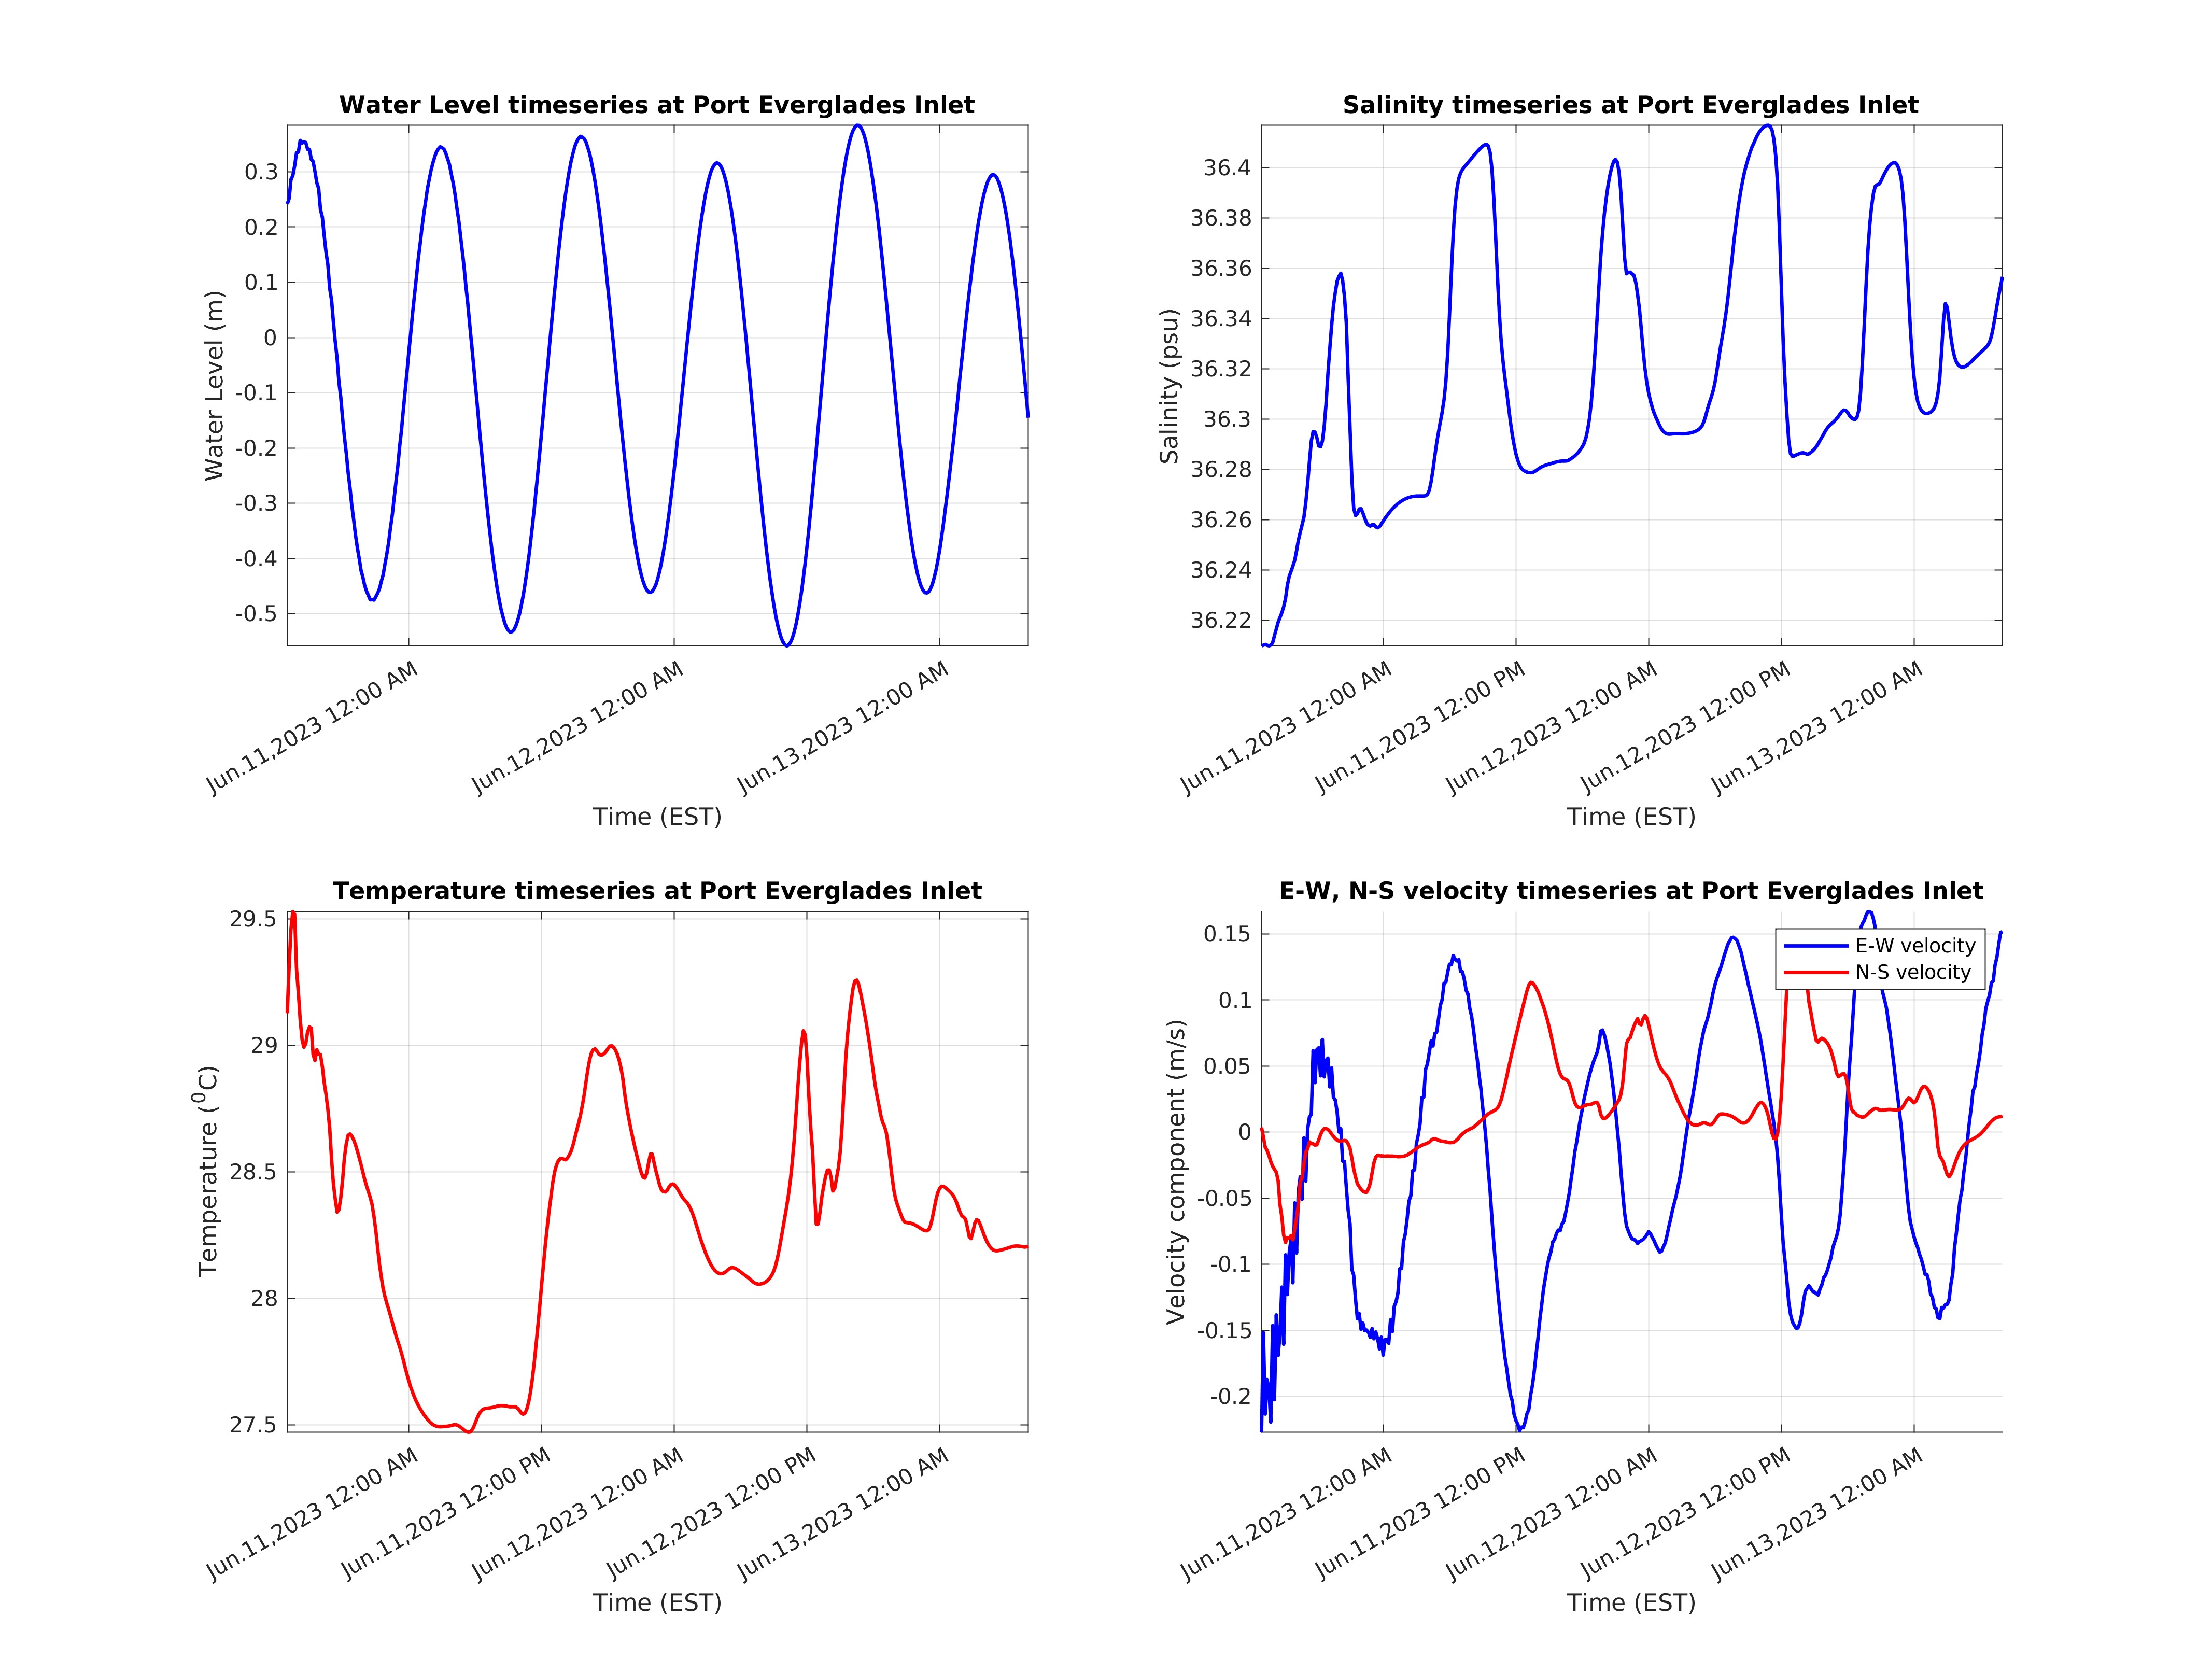 Water Level timeseries at Port Everglades Inlet
Water Level (m)
0.3
0.2
0.1
0
-0.1
-0.2
-0.3
-0.4
-0.5
Jun.11,2023 12:00 AM
Jun.12,2023 12:00 AM
Jun.13,2023 12:00 AM
Time (EST)
Salinity timeseries at Port Everglades Inlet
Salinity (psu)
36.4
36.38
36.36
36.34
36.32
36.3
36.28
36.26
36.24
36.22
Jun.11,2023 12:00 AM
Jun.11,2023 12:00 PM
Jun.12,2023 12:00 AM
Jun.12,2023 12:00 PM
Jun.13,2023 12:00 AM
Time (EST)
Temperature timeseries at Port Everglades Inlet
Temperature (⁰C)
29.5
29
28.5
28
27.5
Jun.11,2023 12:00 AM
Jun.11,2023 12:00 PM
Jun.12,2023 12:00 AM
Jun.12,2023 12:00 PM
Jun.13,2023 12:00 AM
Time (EST)
E-W, N-S velocity timeseries at Port Everglades Inlet
Velocity component (m/s)
0.15
0.1
0.05
0
-0.05
-0.1
-0.15
-0.2
E-W velocity
N-S velocity
Jun.11,2023 12:00 AM
Jun.11,2023 12:00 PM
Jun.12,2023 12:00 AM
Jun.12,2023 12:00 PM
Jun.13,2023 12:00 AM
Time (EST)